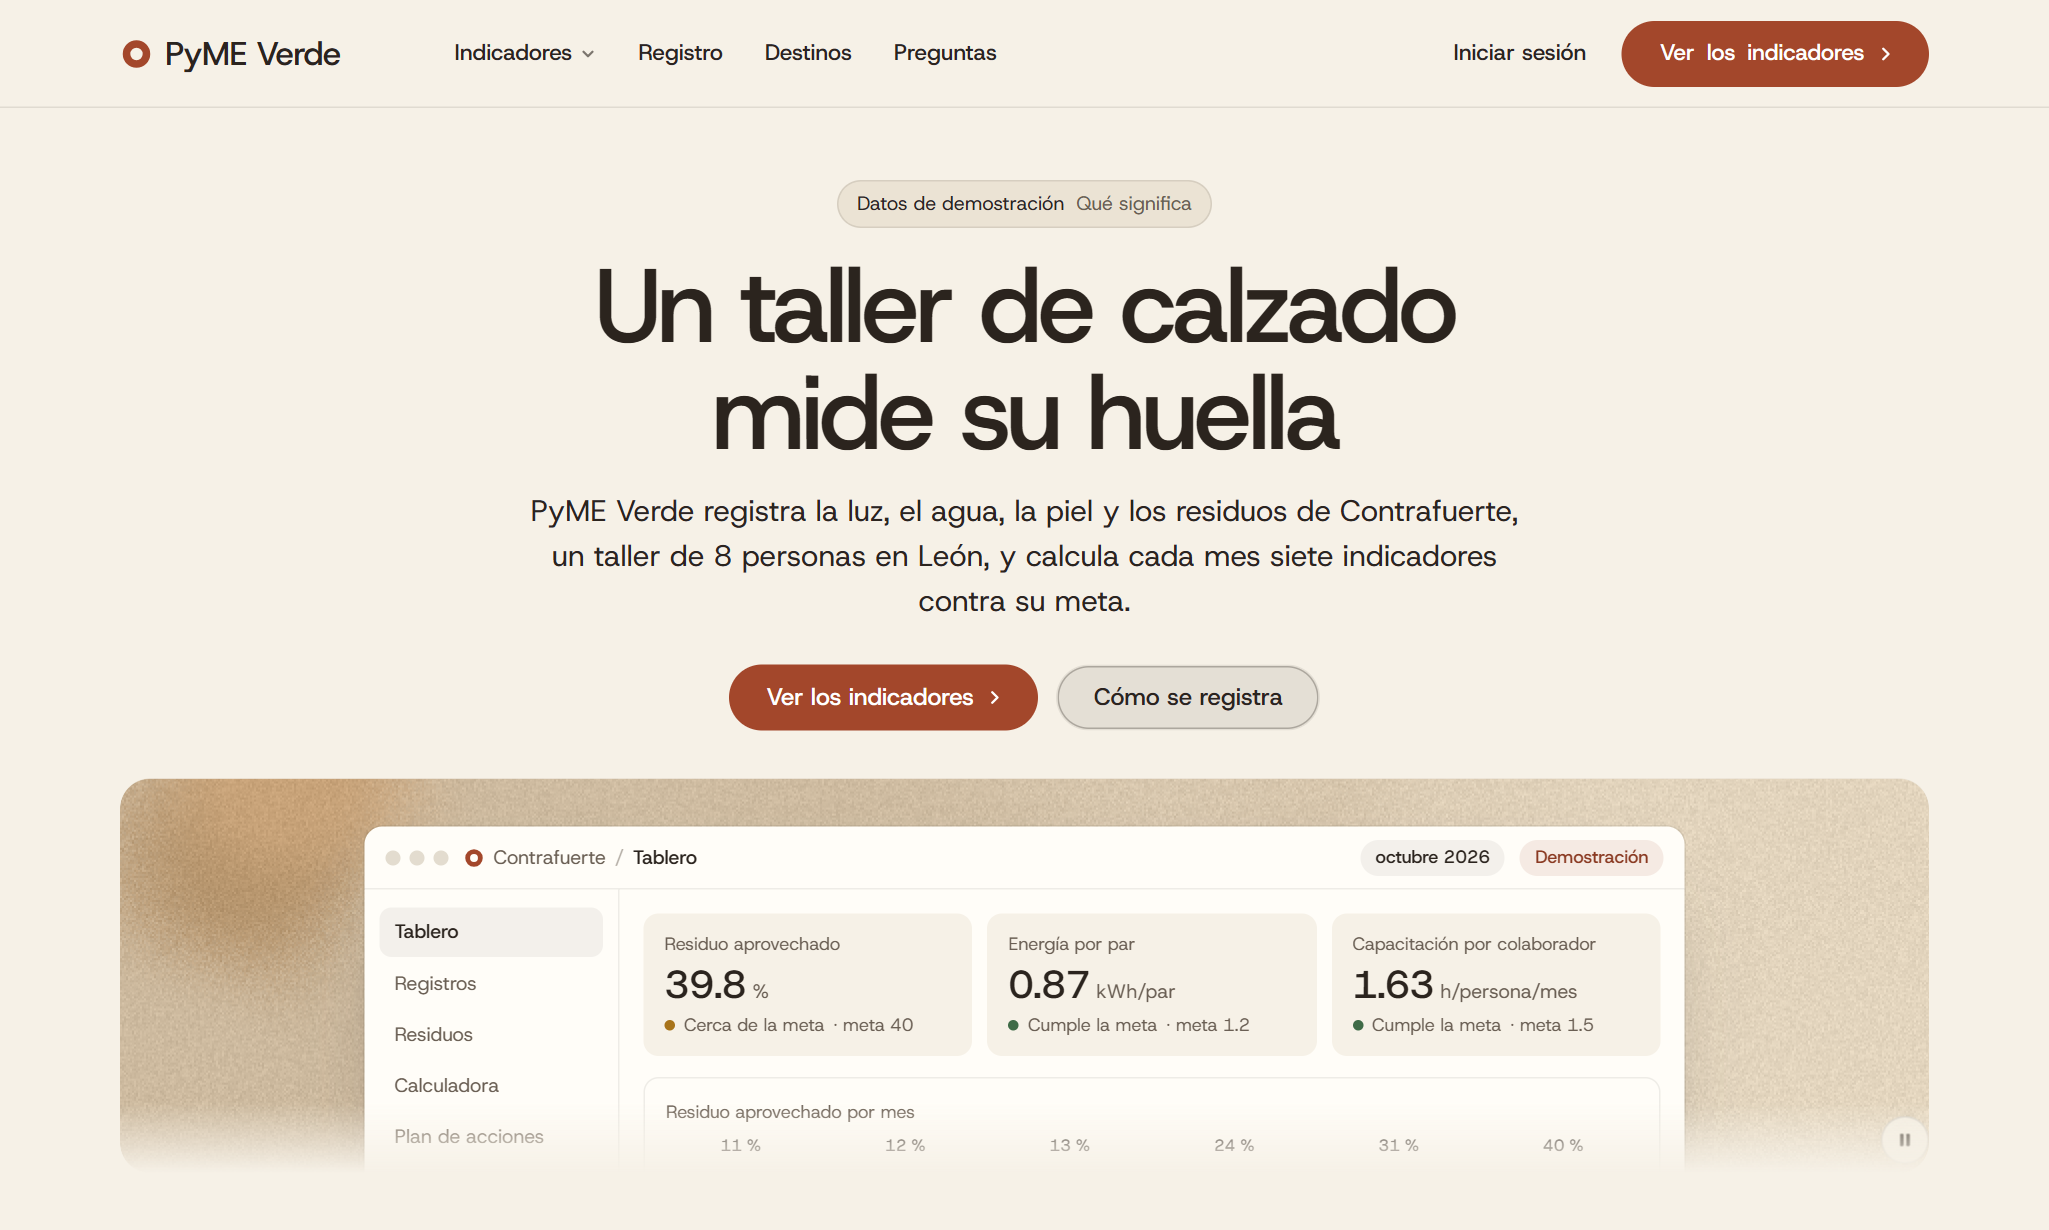 PyME Verde
Indicadores
Registro
Destinos
Preguntas
Iniciar sesión
Ver los indicadores
Datos de demostración Qué significa
Un taller de calzado
mide su huella
PyME Verde registra la luz, el agua, la piel y los residuos de Contrafuerte,
un taller de 8 personas en León, y calcula cada mes siete indicadores
contra su meta.
Ver los indicadores
Cómo se registra
Contrafuerte / Tablero
octubre 2026
Demostración
Tablero
Registros
Residuos
Calculadora
Plan de acciones
Residuo aprovechado
39.8 %
Cerca de la meta · meta 40
Energía por par
0.87 kWh/par
Cumple la meta · meta 1.2
Capacitación por colaborador
1.63 h/persona/mes
Cumple la meta · meta 1.5
Residuo aprovechado por mes
11 % 12 % 13 % 24 % 31 % 40 %